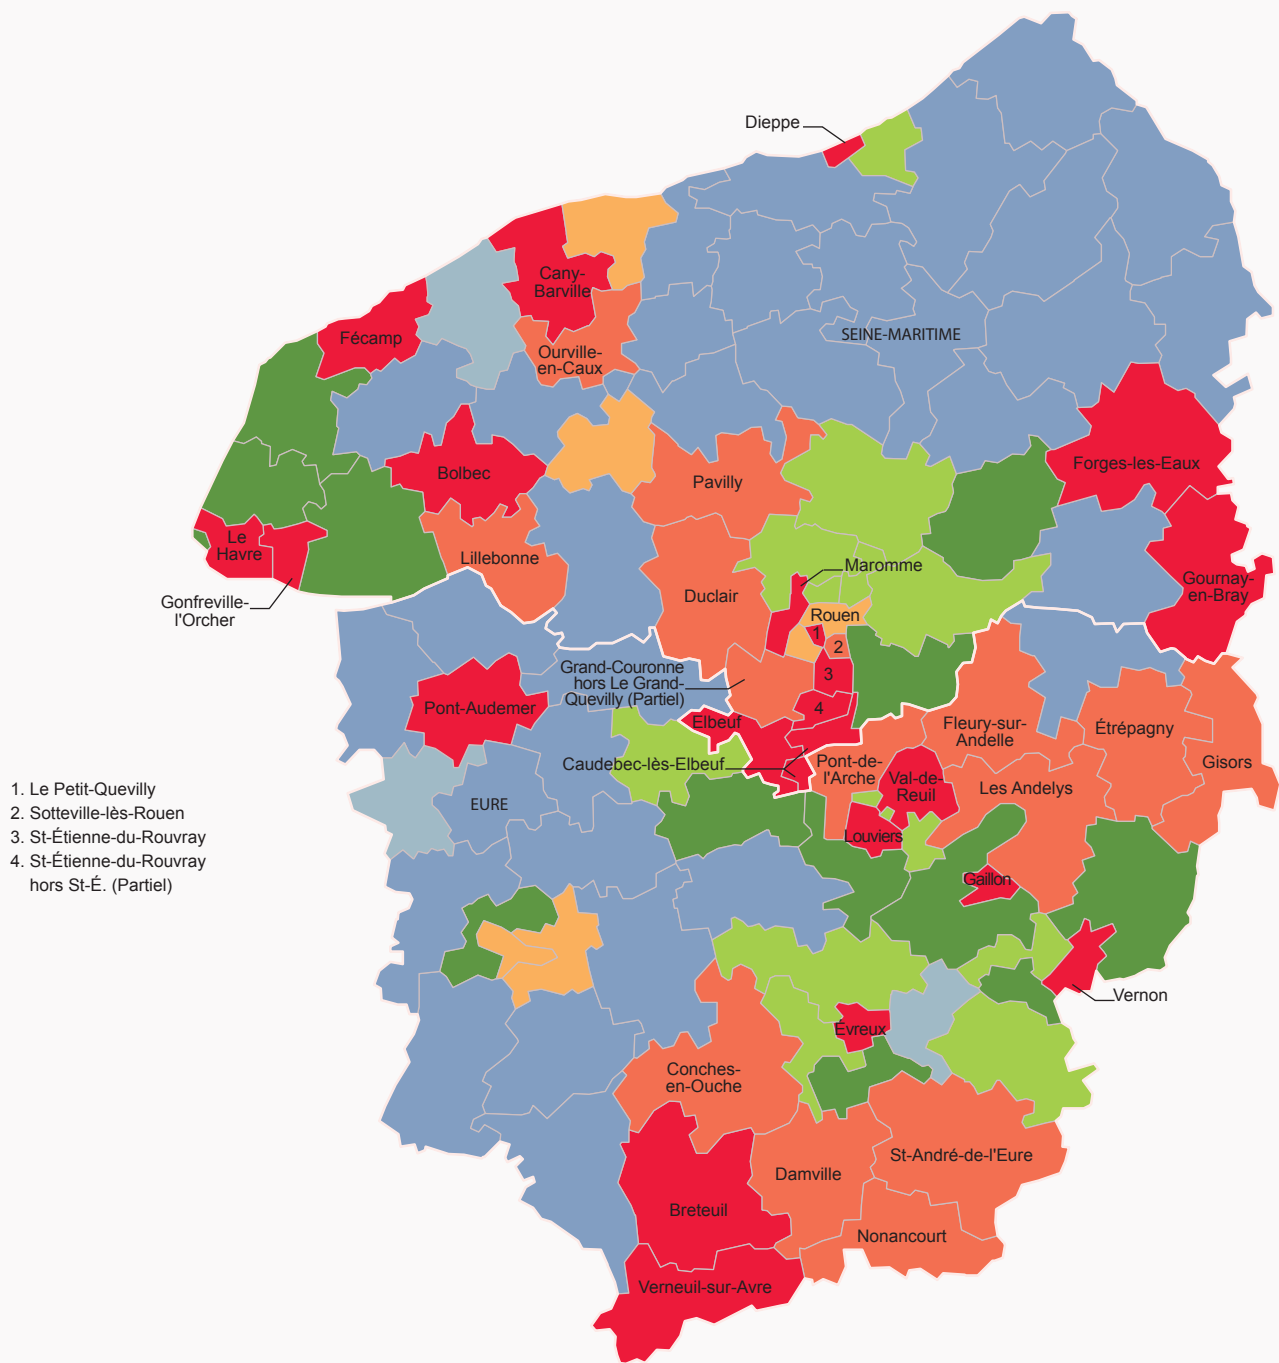 Dieppe
Cany-
Barville
Fécamp
Ourville-
en-Caux
SEINE-MARITIME
Bolbec
Pavilly
Forges-les-Eaux
Le
Havre
Lillebonne
Maromme
Gonfreville-
l'Orcher
Duclair
Rouen
Gournay-
en-Bray
1
2
3
4
Grand-Couronne
hors Le Grand-
Quevilly (Partiel)
Pont-Audemer
Elbeuf
Caudebec-lès-Elbeuf
Fleury-sur-
Andelle
Étrépagny
Gisors
Pont-de-
l'Arche
Val-de-
Reuil
Les Andelys
EURE
Louviers
1. Le Petit-Quevilly
2. Sotteville-lès-Rouen
3. St-Étienne-du-Rouvray
4. St-Étienne-du-Rouvray
hors St-É. (Partiel)
Gaillon
Vernon
Évreux
Conches-
en-Ouche
St-André-de-l'Eure
Damville
Breteuil
Nonancourt
Verneuil-sur-Avre